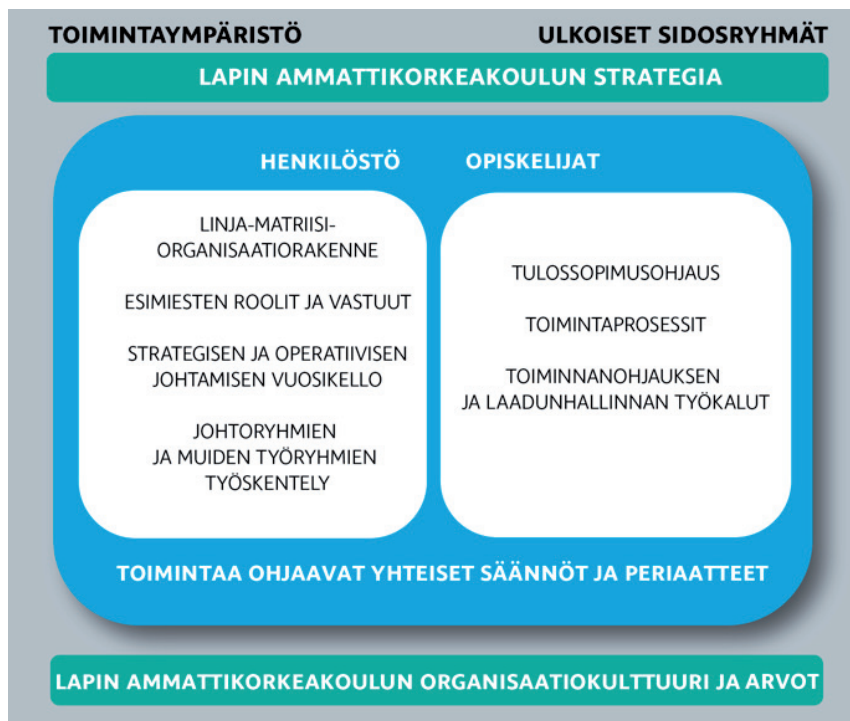 TOIMINTAYMPÄRISTÖ
ULKOISET SIDOSRYHMÄT
LAPIN AMMATTIKORKEAKOULUN STRATEGIA
HENKILÖSTÖ
LINJA-MATRIISI-
ORGANISAATIORAKENNE
ESIMIESTEN ROOLIT JA VASTUUT
STRATEGISEN JA OPERATIIVISEN
JOHTAMISEN VUOSIKELLO
JOHTORYHMIEN
JA MUIDEN TYÖRYHMIEN
TYÖSKENTELY
OPISKELIJAT
TULOSSOPIMUSOHJAUS
TOIMINTAPROSESSIT
TOIMINNANOHJAUKSEN
JA LAADUNHALLINNAN TYÖKALUT
TOIMINTAA OHJAAVAT YHTEISET SÄÄNNÖT JA PERIAATTEET
LAPIN AMMATTIKORKEAKOULUN ORGANISAATIOKULTTUURI JA ARVOT